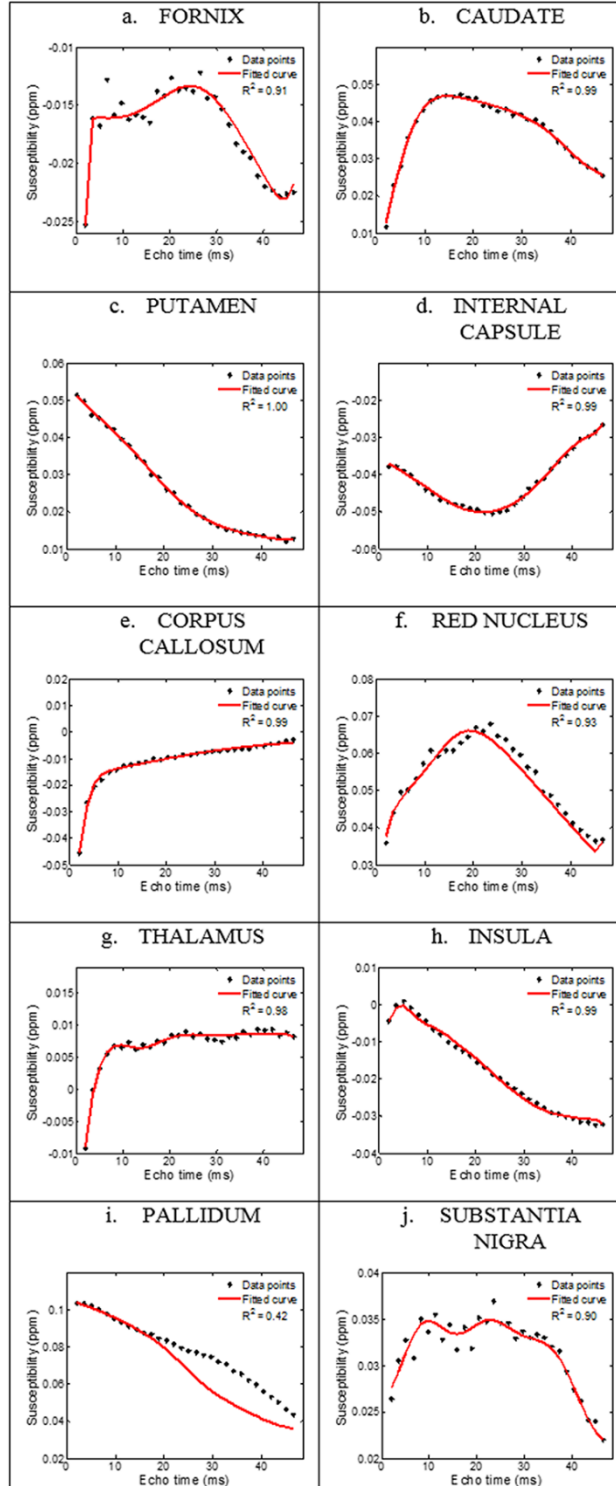 a. FORNIX
-0.01
-0.015
-0.02
-0.025
Susceptibility (ppm)
Data points
Fitted curve
R² = 0.91
0 10 20 30 40
Echo time (ms)
b. CAUDATE
0.06
0.05
0.04
0.03
0.02
0.01
Susceptibility (ppm)
Data points
Fitted curve
R² = 0.99
0 10 20 30 40
Echo time (ms)
c. PUTAMEN
0.06
0.05
0.04
0.03
0.02
0.01
Susceptibility (ppm)
Data points
Fitted curve
R² = 1.00
0 10 20 30 40
Echo time (ms)
d. INTERNAL
CAPSULE
-0.02
-0.03
-0.04
-0.05
-0.06
Susceptibility (ppm)
Data points
Fitted curve
R² = 0.99
0 10 20 30 40
Echo time (ms)
e. CORPUS
CALLOSUM
0.02
0.01
0
-0.01
-0.02
-0.03
-0.04
-0.05
Susceptibility (ppm)
Data points
Fitted curve
R² = 0.99
0 10 20 30 40
Echo time (ms)
f. RED NUCLEUS
0.08
0.07
0.06
0.05
0.04
0.03
Susceptibility (ppm)
Data points
Fitted curve
R² = 0.93
0 10 20 30 40
Echo time (ms)
g. THALAMUS
0.015
0.01
0.005
0
-0.005
-0.01
Susceptibility (ppm)
Data points
Fitted curve
R² = 0.98
0 10 20 30 40
Echo time (ms)
h. INSULA
0.01
0
-0.01
-0.02
-0.03
-0.04
Susceptibility (ppm)
Data points
Fitted curve
R² = 0.99
0 10 20 30 40
Echo time (ms)
i. PALLIDUM
0.1
0.08
0.06
0.04
0.02
Susceptibility (ppm)
Data points
Fitted curve
R² = 0.42
0 10 20 30 40
Echo time (ms)
j. SUBSTANTIA
NIGRA
0.04
0.035
0.03
0.025
0.02
Susceptibility (ppm)
Data points
Fitted curve
R² = 0.90
0 10 20 30 40
Echo time (ms)